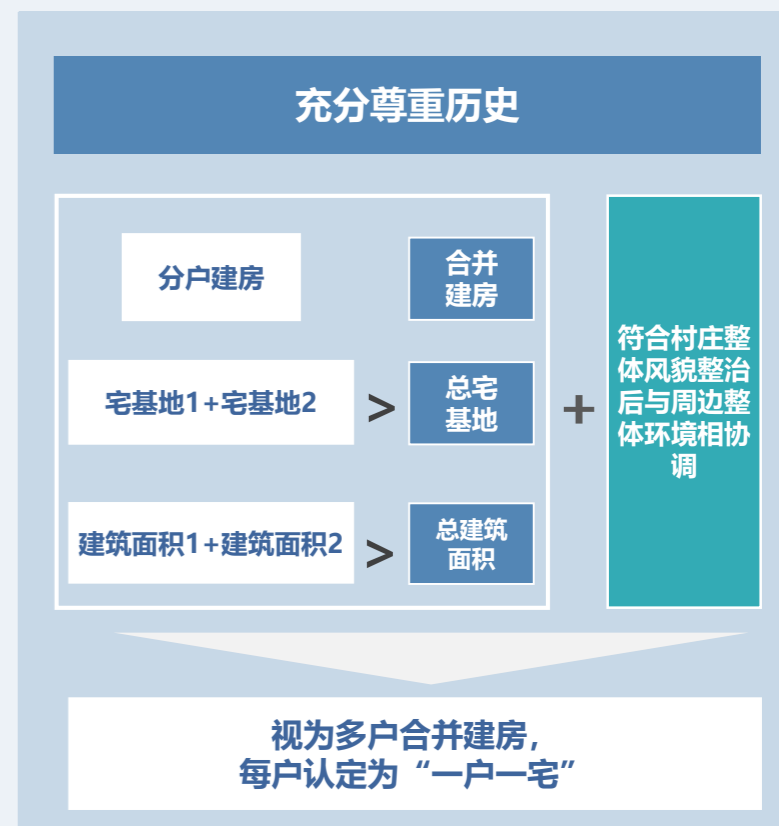 充分尊重历史
分户建房
合并
建房
宅基地1+宅基地2
>
总宅
基地
建筑面积1+建筑面积2
>
总建筑
面积
+
符合村庄整
体风貌整治
后与周边整
体环境相协
调
视为多户合并建房，
每户认定为“一户一宅”